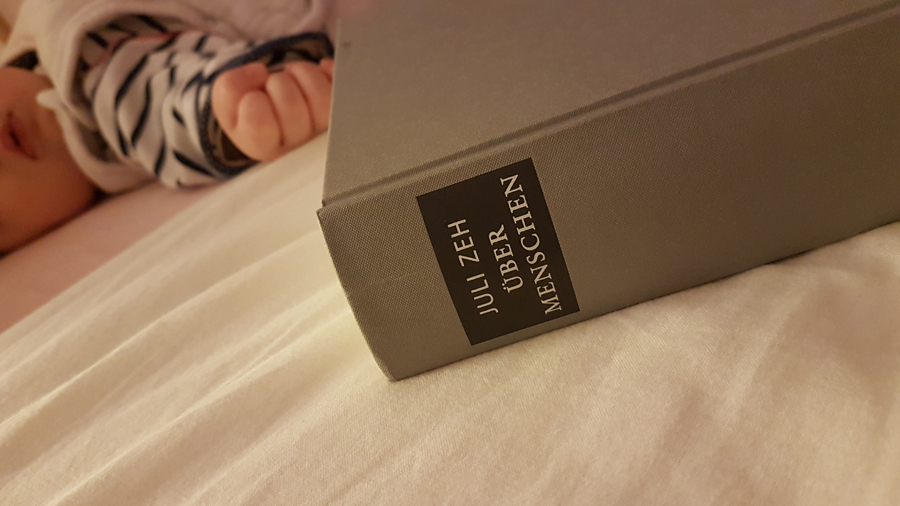 JULI ZEH
ÜBER
MENSCHEN